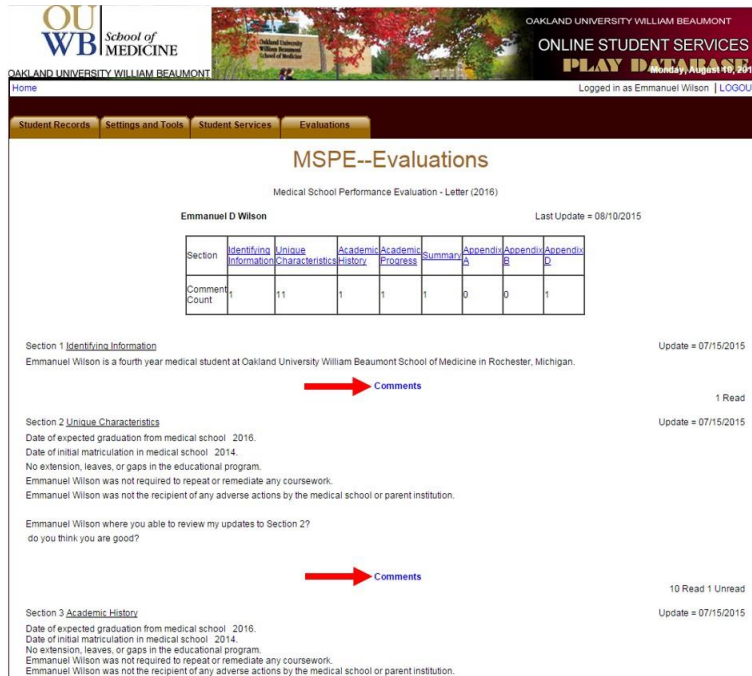 OU
WB School of
MEDICINE
OAKLAND UNIVERSITY WILLIAM BEAUMONT
Oakland University
William Beaumont
School of Medicine
OAKLAND UNIVERSITY WILLIAM BEAUMONT
ONLINE STUDENT SERVICES
PLAY DATABASE
Monday, August 10, 201
Home
Logged in as Emmanuel Wilson | LOGOU
Student Records Settings and Tools Student Services Evaluations
MSPE--Evaluations
Medical School Performance Evaluation - Letter (2016)
Emmanuel D Wilson Last Update = 08/10/2015
Section Identifying Information Unique Characteristics Academic History Academic Progress Summary Appendix A Appendix B Appendix D
Comment Count 1 11 1 1 1 0 0 1
Section 1 Identifying Information Update = 07/15/2015
Emmanuel Wilson is a fourth year medical student at Oakland University William Beaumont School of Medicine in Rochester, Michigan.
Comments
1 Read
Section 2 Unique Characteristics Update = 07/15/2015
Date of expected graduation from medical school 2016.
Date of initial matriculation in medical school 2014.
No extension, leaves, or gaps in the educational program.
Emmanuel Wilson was not required to repeat or remediate any coursework.
Emmanuel Wilson was not the recipient of any adverse actions by the medical school or parent institution.
Emmanuel Wilson where you able to review my updates to Section 2?
do you think you are good?
Comments
10 Read 1 Unread
Section 3 Academic History Update = 07/15/2015
Date of expected graduation from medical school 2016.
Date of initial matriculation in medical school 2014.
No extension, leaves, or gaps in the educational program.
Emmanuel Wilson was not required to repeat or remediate any coursework.
Emmanuel Wilson was not the recipient of any adverse actions by the medical school or parent institution.